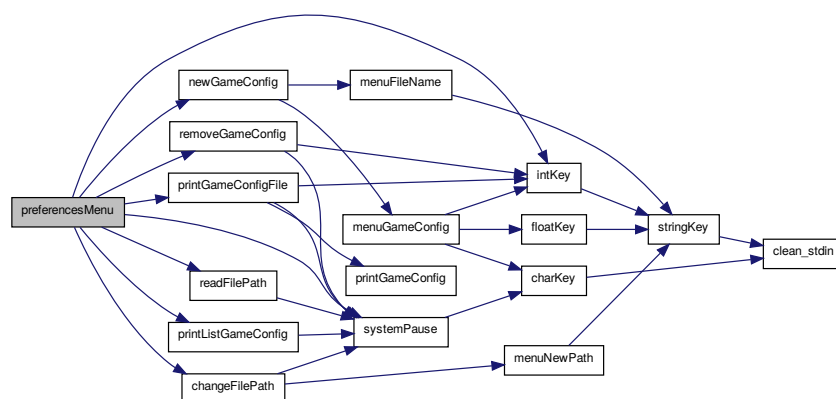 newGameConfig
menuFileName
removeGameConfig
intKey
printGameConfigFile
preferencesMenu
menuGameConfig
floatKey
stringKey
clean_stdin
readFilePath
printGameConfig
charKey
printListGameConfig
systemPause
menuNewPath
changeFilePath